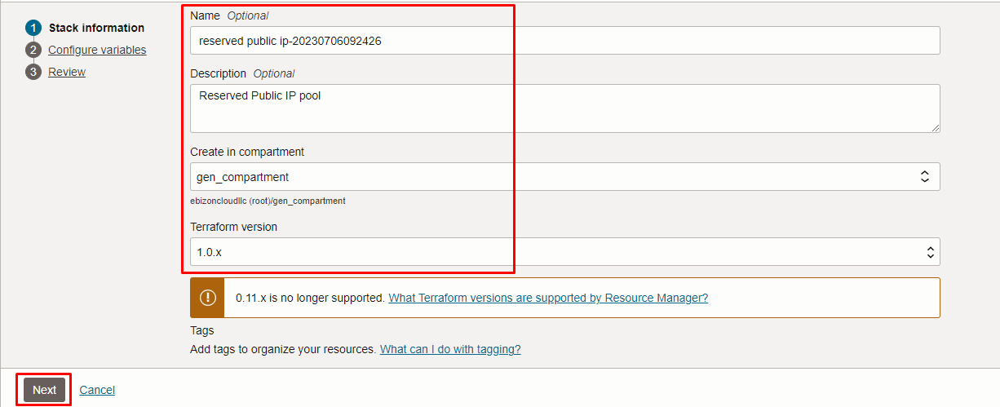 1 Stack information
2 Configure variables
3 Review
Name Optional
reserved public ip-20230706092426
Description Optional
Reserved Public IP pool
Create in compartment
gen_compartment
ebizoncloudllc (root)/gen_compartment
Terraform version
1.0.x
0.11.x is no longer supported. What Terraform versions are supported by Resource Manager?
Tags
Add tags to organize your resources. What can I do with tagging?
Next Cancel